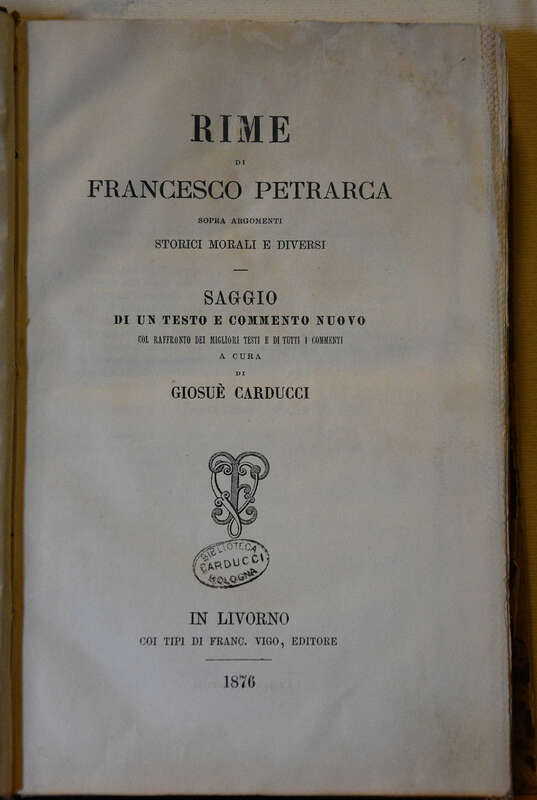 RIME
DI
FRANCESCO PETRARCA
SOPRA ARGOMENTI
STORICI MORALI E DIVERSI
SAGGIO
DI UN TESTO E COMMENTO NUOVO
COL RAFFRONTO DEI MIGLIORI TESTI E DI TUTTI I COMMENTI
A CURA
DI
GIOSUÈ CARDUCCI
BIBLIOTECA
CARDUCCI
BOLOGNA
IN LIVORNO
COI TIPI DI FRANC. VIGO, EDITORE
1876